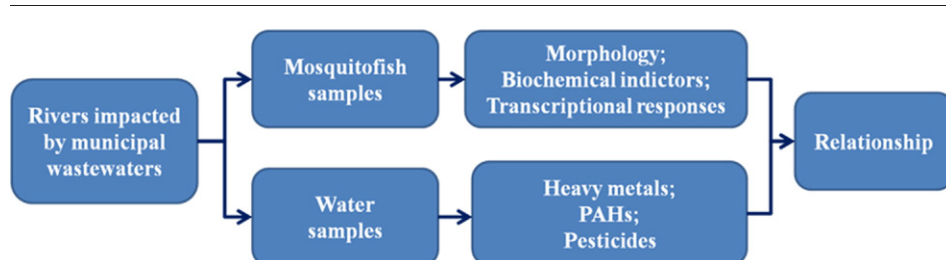 Rivers impacted
by municipal
wastewaters
Mosquitofish
samples
Morphology;
Biochemical indictors;
Transcriptional responses
Water
samples
Heavy metals;
PAHs;
Pesticides
Relationship